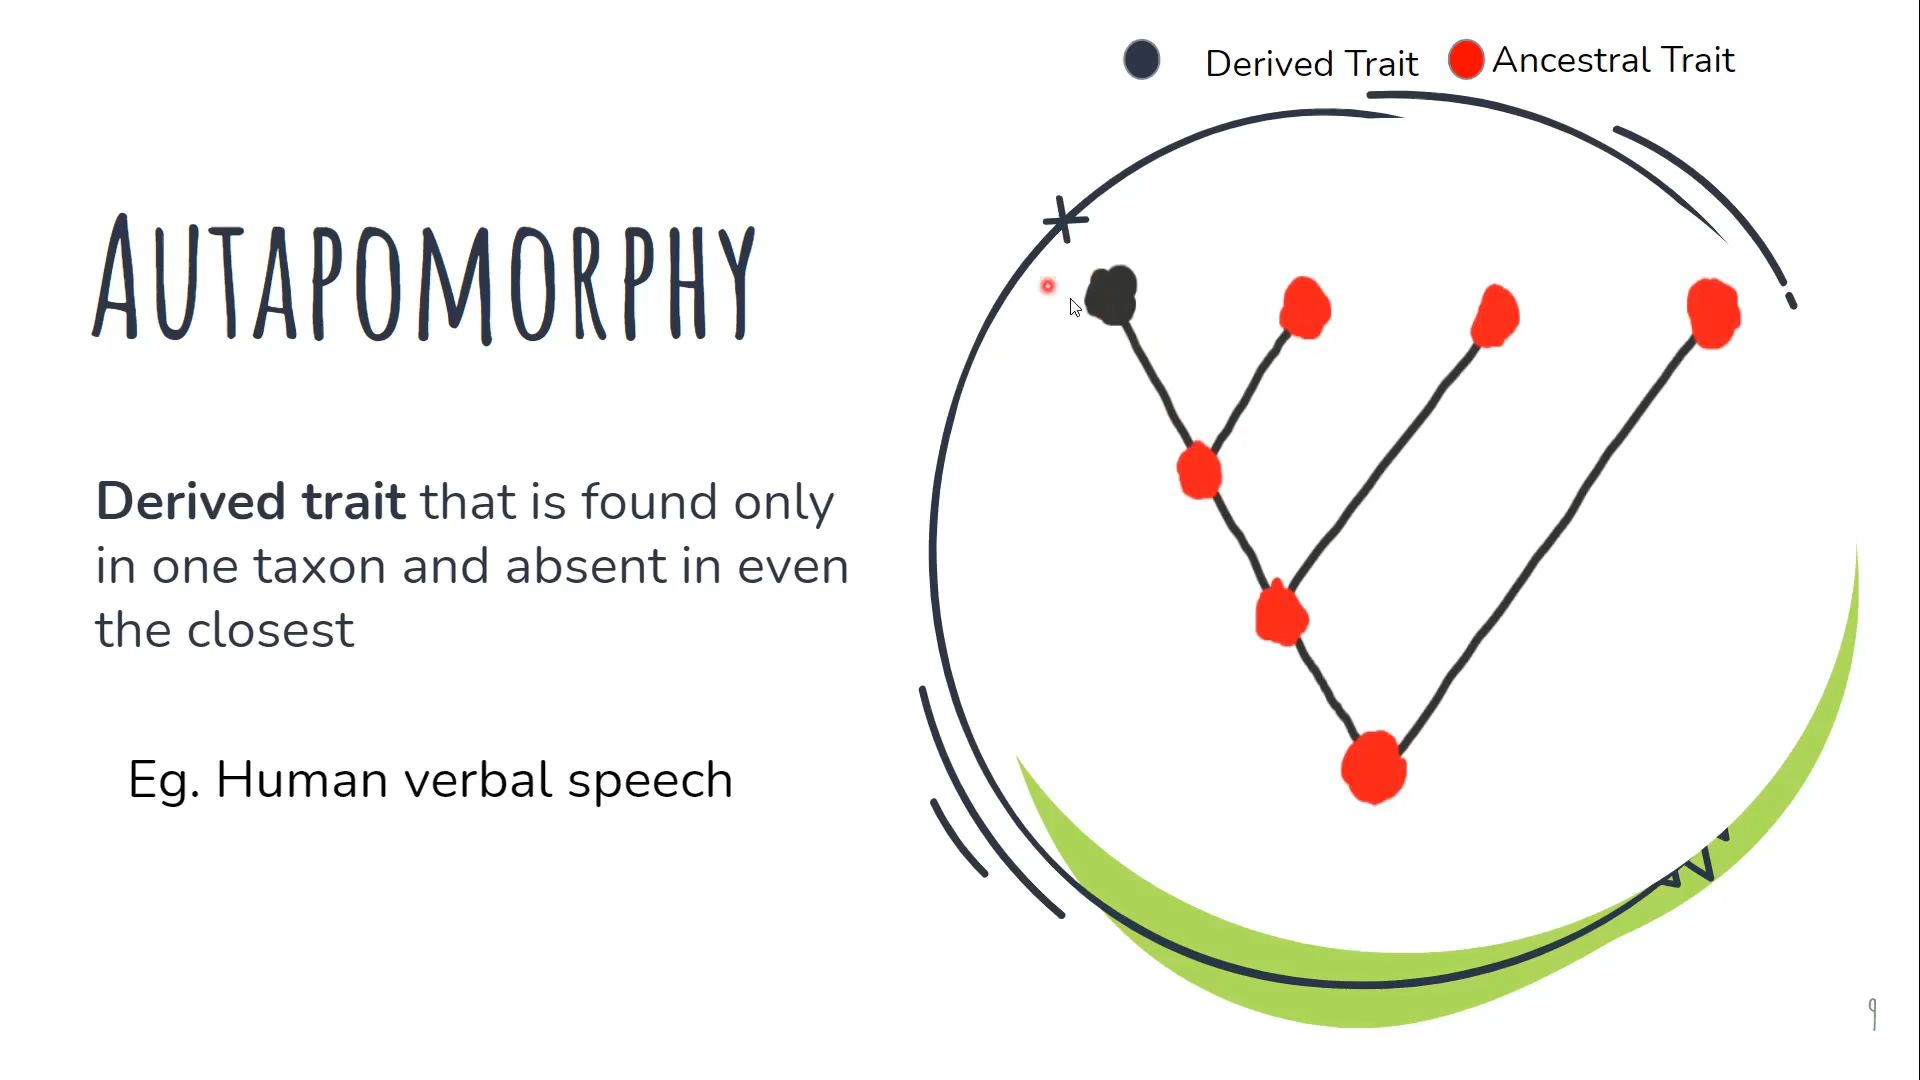 Derived Trait
Ancestral Trait
AUTAPOMORPHY
Derived trait that is found only
in one taxon and absent in even
the closest
Eg. Human verbal speech
9